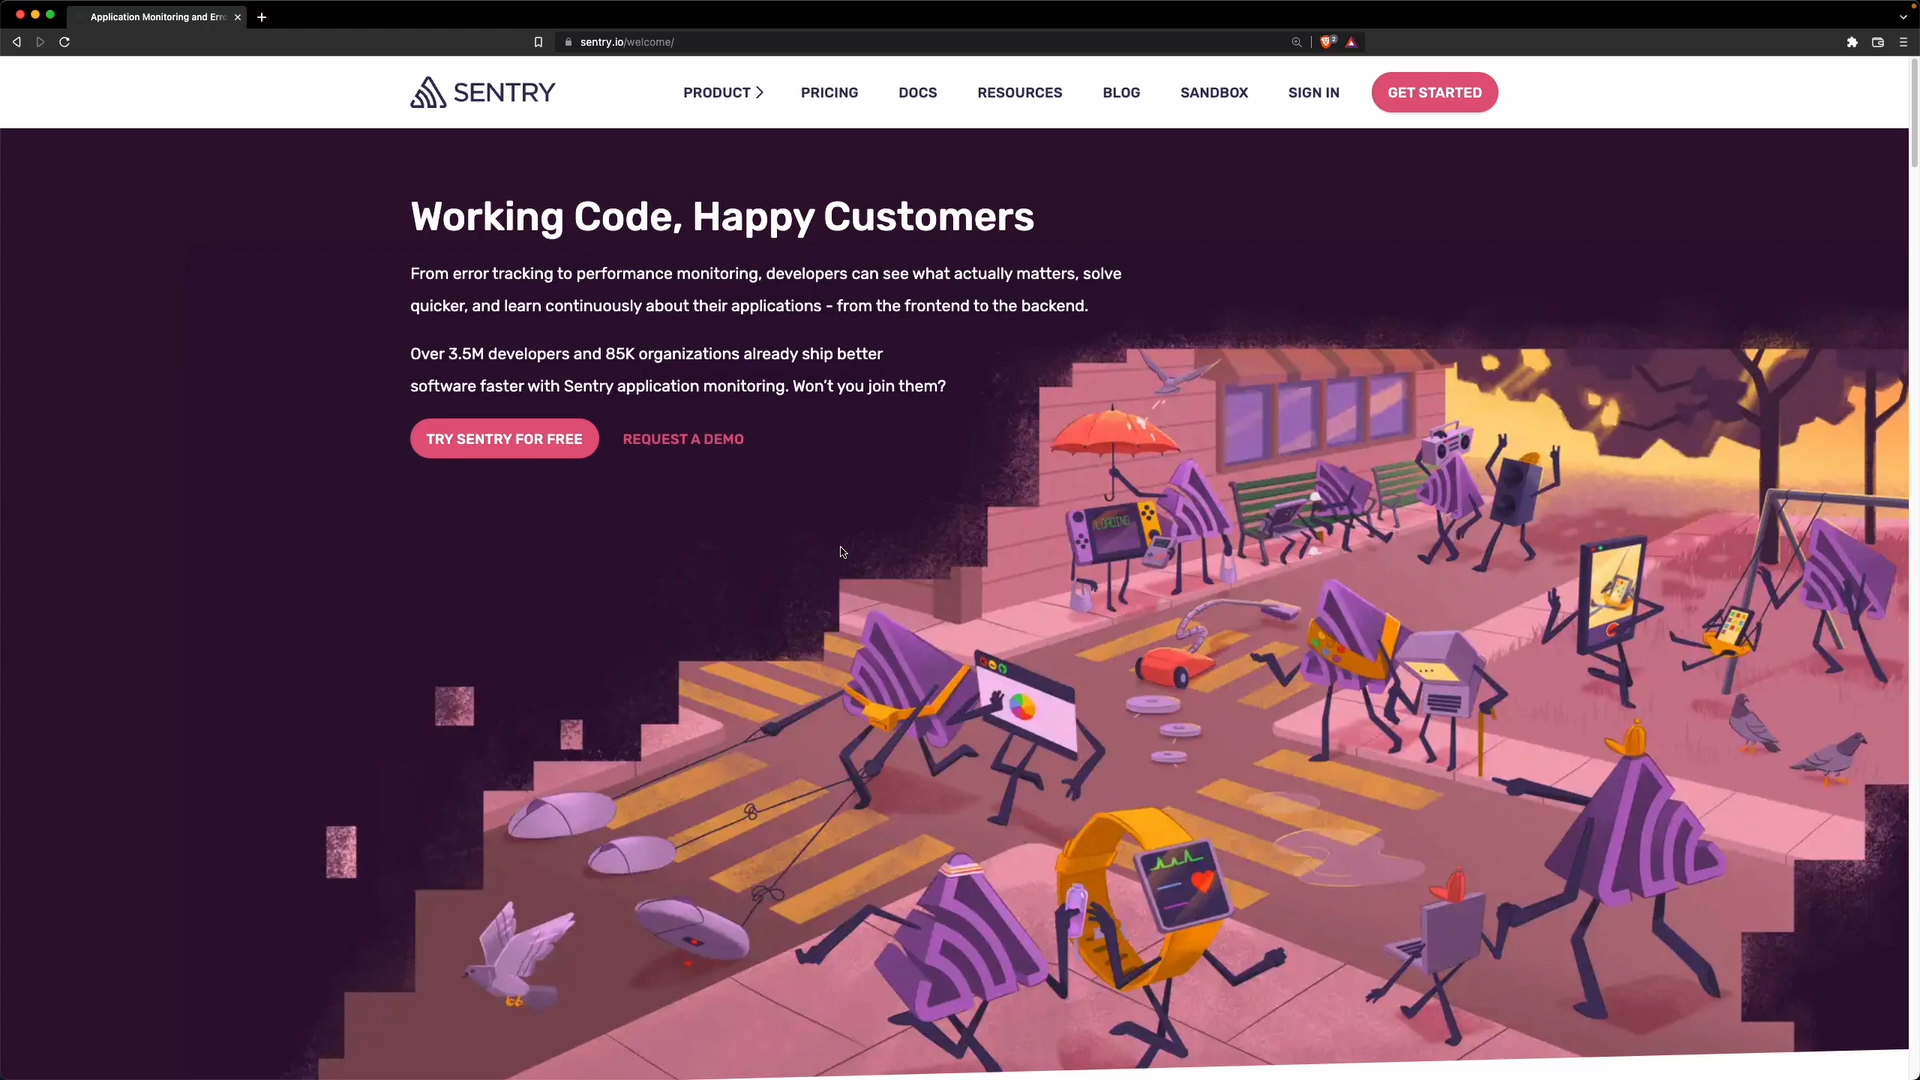 Application Monitoring and Erro
sentry.io/welcome/
2
SENTRY
PRODUCT
PRICING
DOCS
RESOURCES
BLOG
SANDBOX
SIGN IN
GET STARTED
Working Code, Happy Customers
From error tracking to performance monitoring, developers can see what actually matters, solve
quicker, and learn continuously about their applications - from the frontend to the backend.
Over 3.5M developers and 85K organizations already ship better
software faster with Sentry application monitoring. Won’t you join them?
TRY SENTRY FOR FREE
REQUEST A DEMO
LOADING